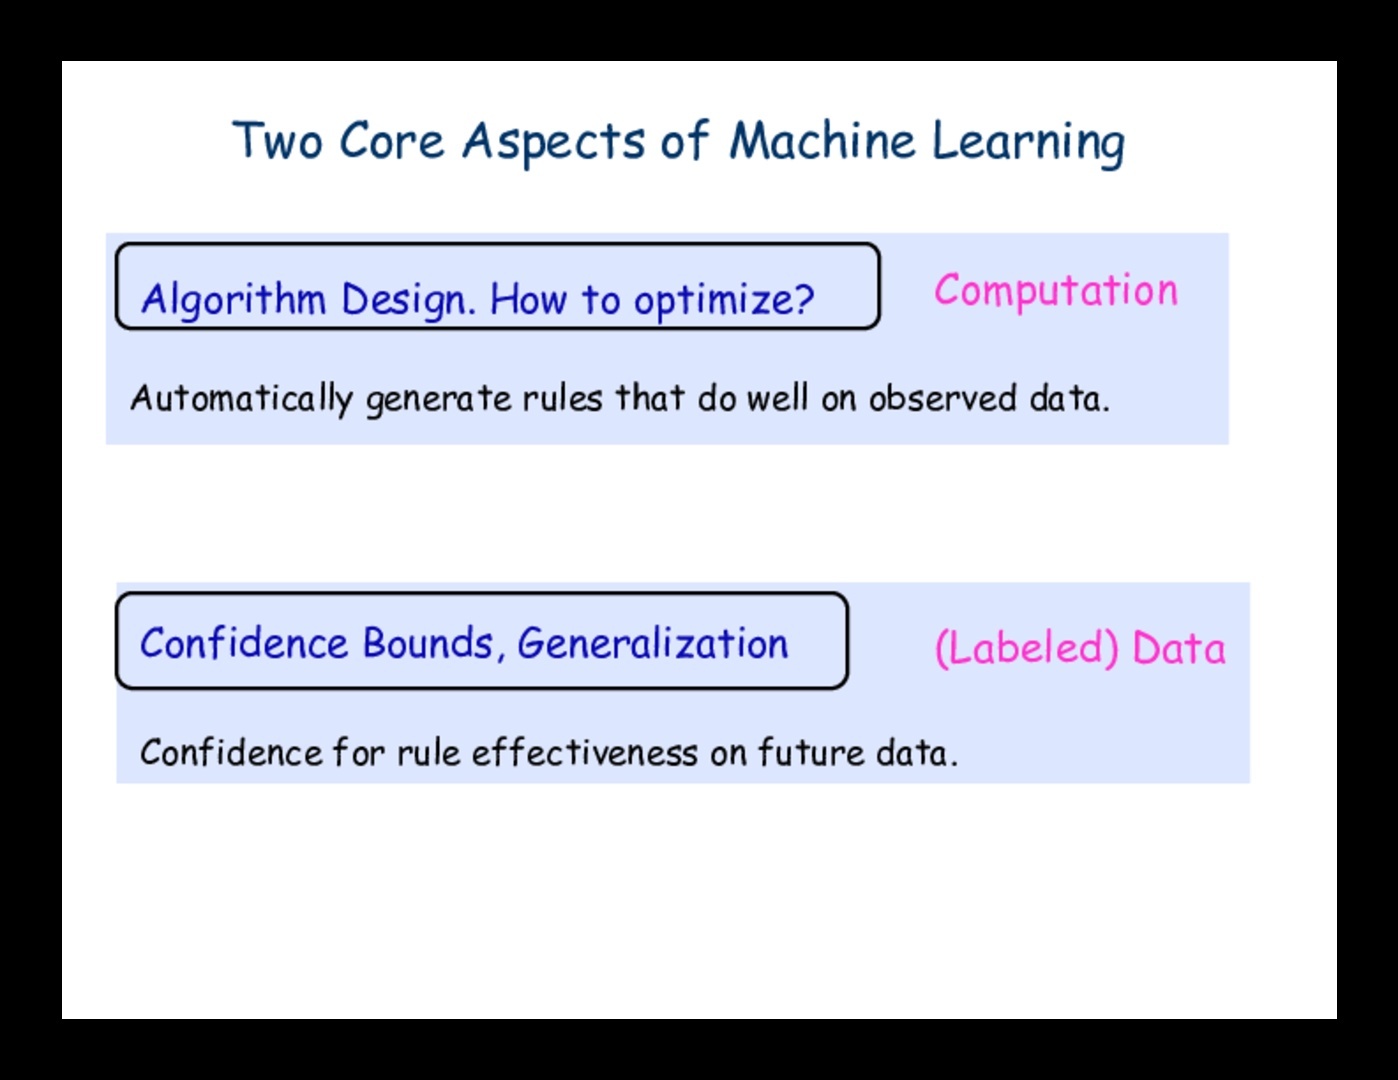 Two Core Aspects of Machine Learning
Algorithm Design. How to optimize?
Computation
Automatically generate rules that do well on observed data.
Confidence Bounds, Generalization
(Labeled) Data
Confidence for rule effectiveness on future data.